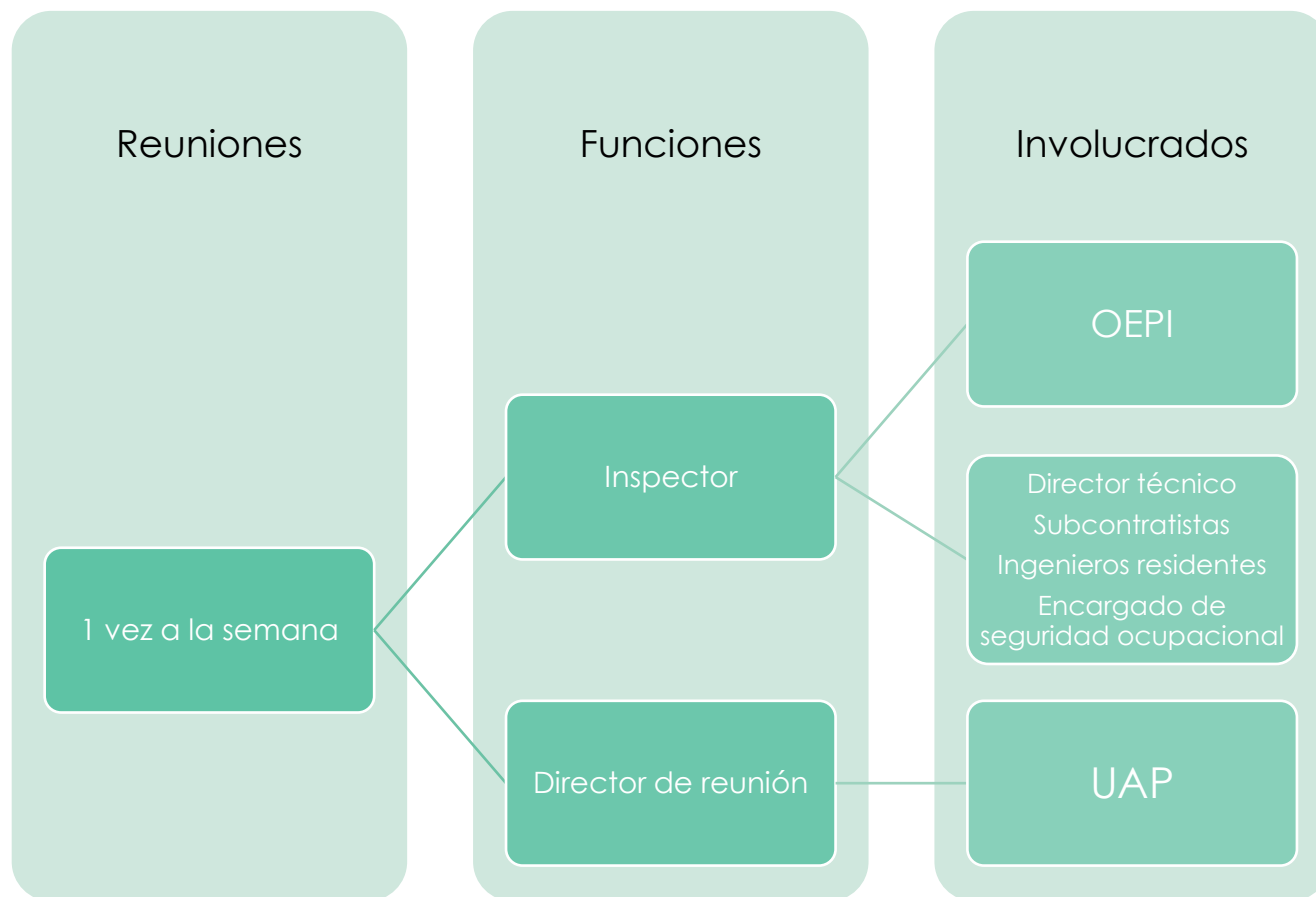 Reuniones
Funciones
Involucrados
1 vez a la semana
Inspector
Director de reunión
OEPI
Director técnico
Subcontratistas
Ingenieros residentes
Encargado de
seguridad ocupacional
UAP